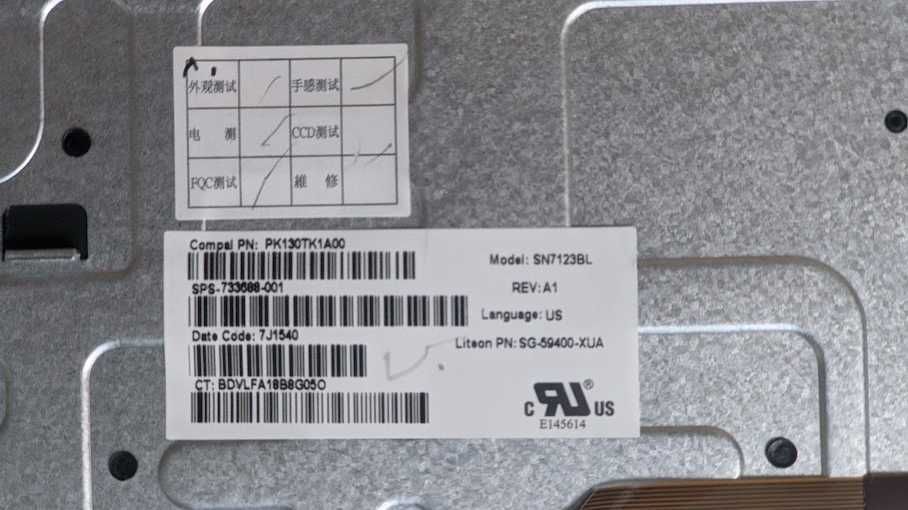 外观测试 手感测试
电 测 CCD测试
FQC测试 維 修
Compal PN: PK130TK1A00
SPS-733688-001
Date Code: 7J1540
CT: BDVLFA18B8G05O
Model: SN7123BL
REV: A1
Language: US
Liteon PN: SG-59400-XUA
C RU ® US
E145614